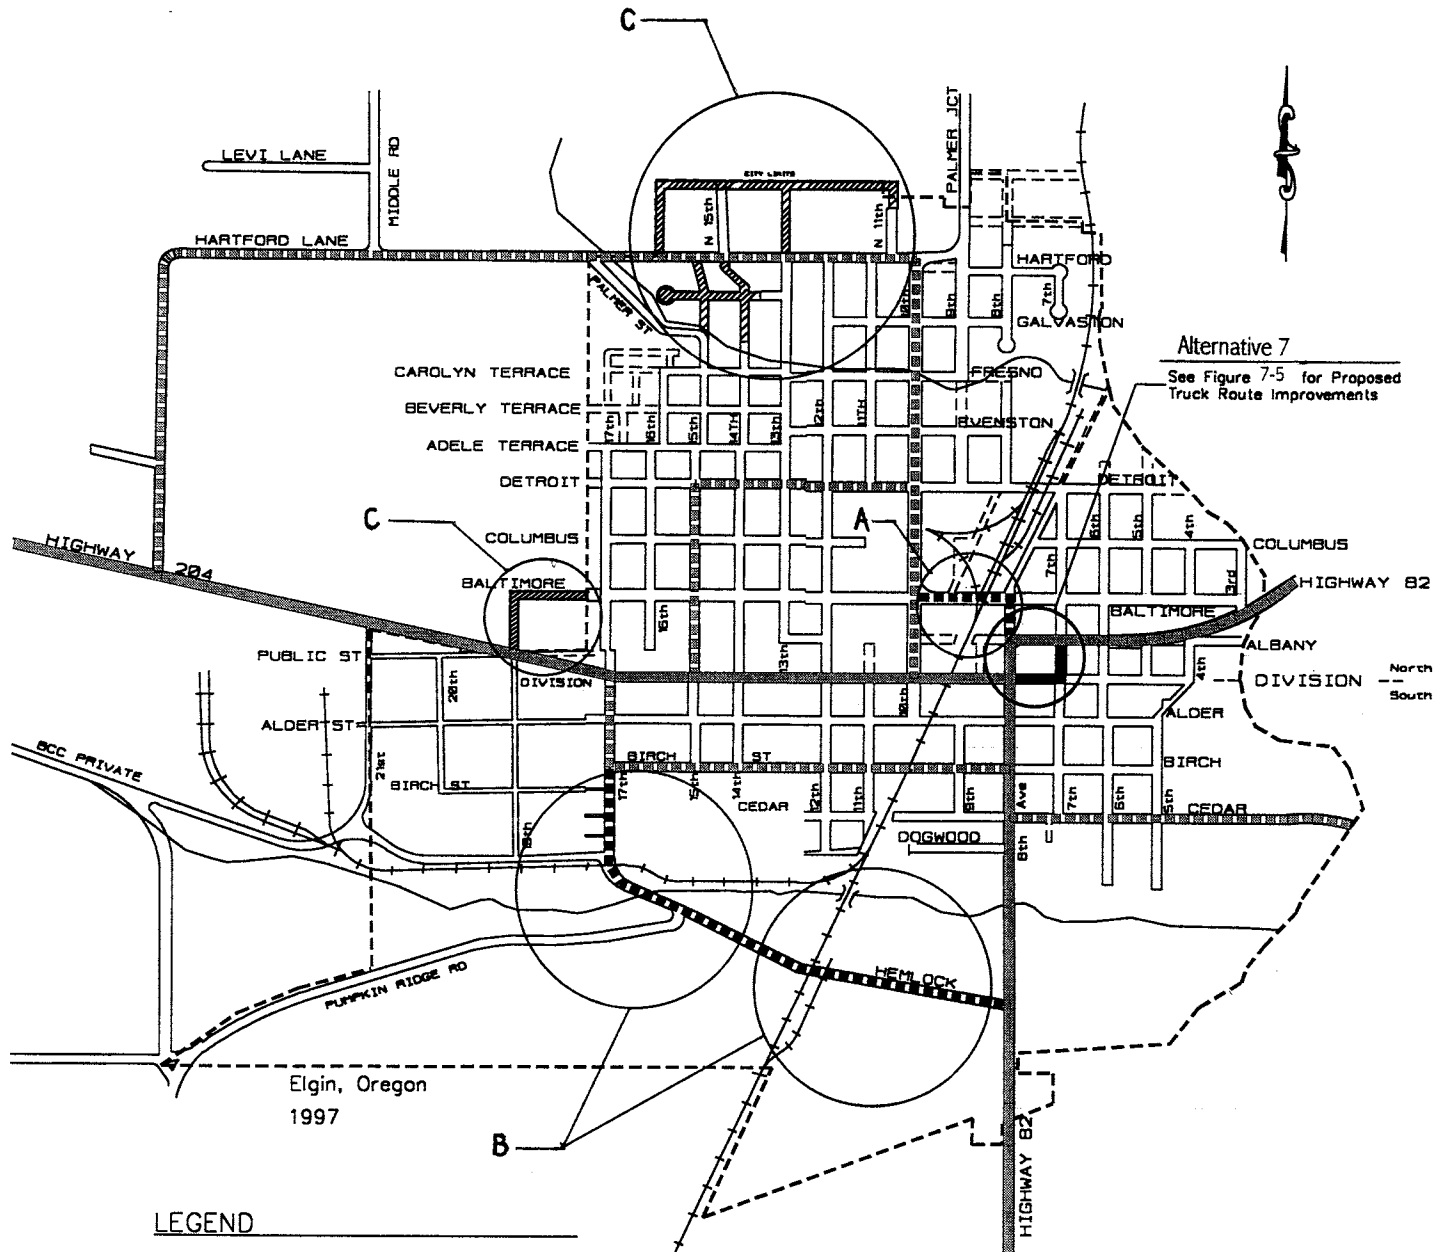 C
LEVI LANE
MIDDLE RD
PALMER JCT
CITY LIMITS
N 15th
N 11th
HARTFORD LANE
HARTFORD
PALMER ST
10th
9th
8th
7th
GALVASTON
Alternative 7
See Figure 7-5 for Proposed
Truck Route Improvements
CAROLYN TERRACE
FRESNO
BEVERLY TERRACE
EVENSTON
ADELE TERRACE
17th
16th
15th
14TH
13th
12th
11TH
DETROIT
DETROIT
C
A
6th
5th
4th
COLUMBUS
COLUMBUS
HIGHWAY
204
BALTIMORE
7th
3rd
HIGHWAY 82
BALTIMORE
16th
PUBLIC ST
13th
ALBANY
20th
DIVISION
10th
4th
DIVISION
North
South
ALDER ST
ALDER
BCC PRIVATE
21st
BIRCH ST
BIRCH ST
BIRCH
17th
15th
14th
CEDAR
12th
11th
9th
8th Ave
7th
6th
5th
CEDAR
19th
DOGWOOD
HEMLOCK
PUMPKIN RIDGE RD
Elgin, Oregon
1997
B
HIGHWAY 82
LEGEND